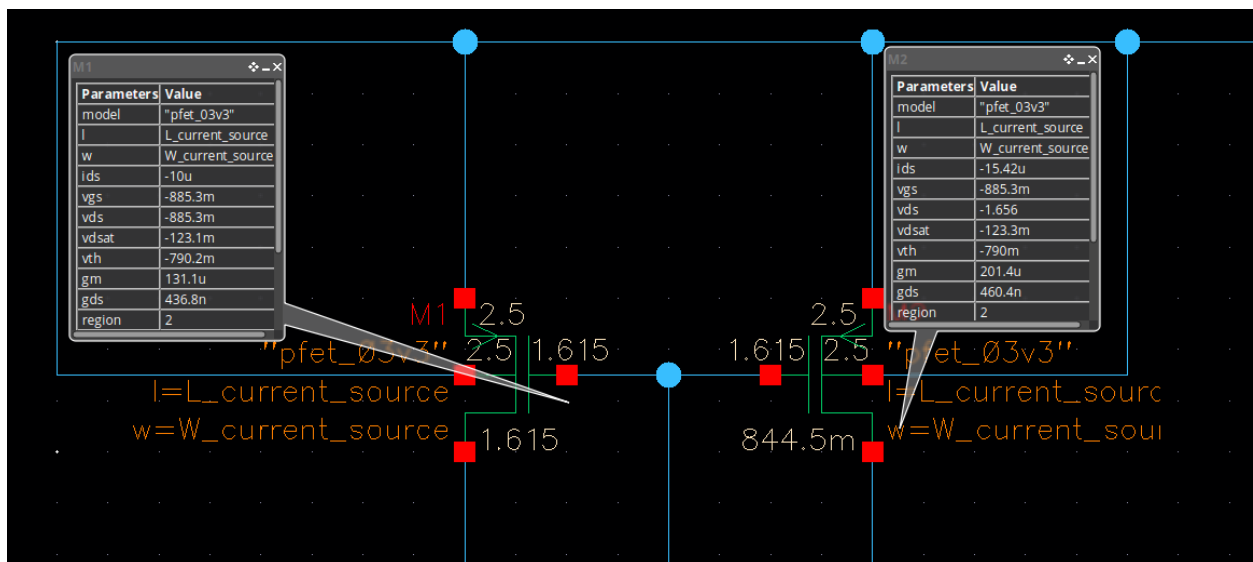 M1
Parameters Value
model "pfet_03v3"
l L_current_source
w W_current_source
ids -10u
vgs -885.3m
vds -885.3m
vdsat -123.1m
vth -790.2m
gm 131.1u
gds 436.8n
region 2
M2
Parameters Value
model "pfet_03v3"
l L_current_source
w W_current_source
ids -15.42u
vgs -885.3m
vds -1.656
vdsat -123.3m
vth -790m
gm 201.4u
gds 460.4n
region 2
M1 2.5
"pfet_03v3" 2.5 1.615
l=L_current_source
w=W_current_source
1.615
2.5
1.615 2.5 "pfet_03v3"
l=L_current_sourc
w=W_current_sour
844.5m